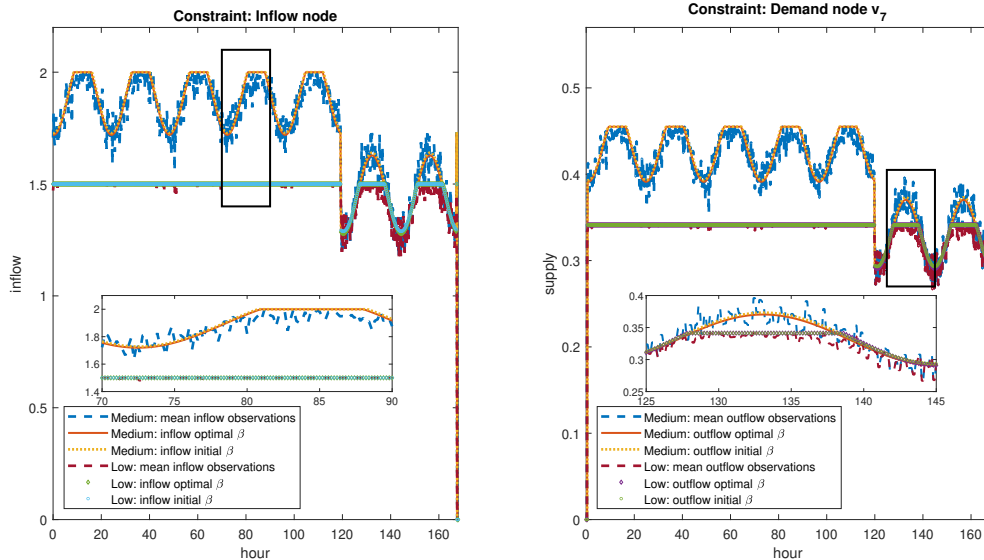 Constraint: Inflow node
inflow
2
1.5
1
0.5
0
0 20 40 60 80 100 120 140 160
hour
2
1.8
1.6
1.4
70 75 80 85 90
Medium: mean inflow observations
Medium: inflow optimal β
Medium: inflow initial β
Low: mean inflow observations
Low: inflow optimal β
Low: inflow initial β
Constraint: Demand node v7
supply
0.5
0.4
0.3
0.2
0.1
0
0 20 40 60 80 100 120 140 160
hour
0.4
0.35
0.3
0.25
125 130 135 140 145
Medium: mean outflow observations
Medium: outflow optimal β
Medium: outflow initial β
Low: mean outflow observations
Low: outflow optimal β
Low: outflow initial β